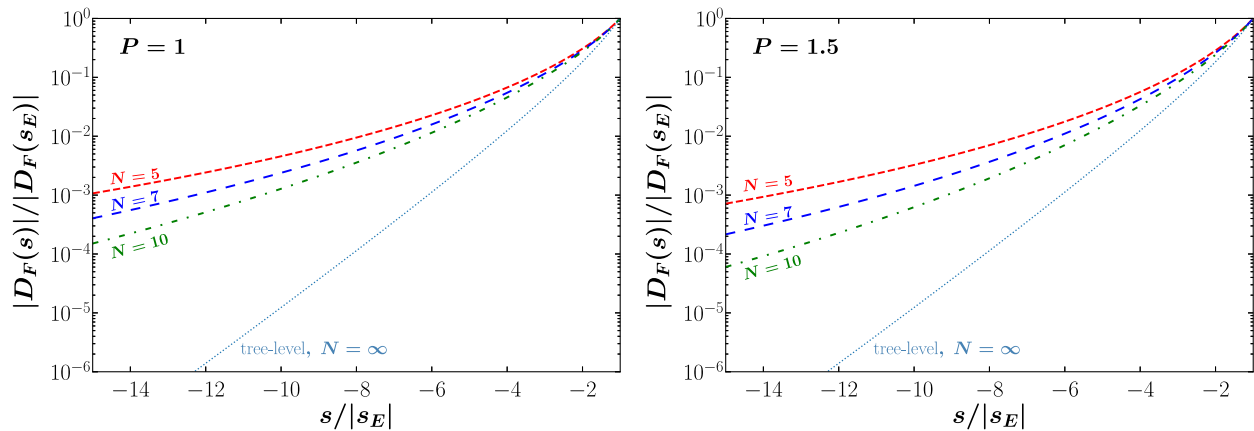 P = 1
|D_F(s)|/|D_F(s_E)|
10^0
10^{-1}
10^{-2}
10^{-3}
10^{-4}
10^{-5}
10^{-6}
N = 5
N = 7
N = 10
tree-level, N = ∞
−14 −12 −10 −8 −6 −4 −2
s/|s_E|
P = 1.5
|D_F(s)|/|D_F(s_E)|
10^0
10^{-1}
10^{-2}
10^{-3}
10^{-4}
10^{-5}
10^{-6}
N = 5
N = 7
N = 10
tree-level, N = ∞
−14 −12 −10 −8 −6 −4 −2
s/|s_E|